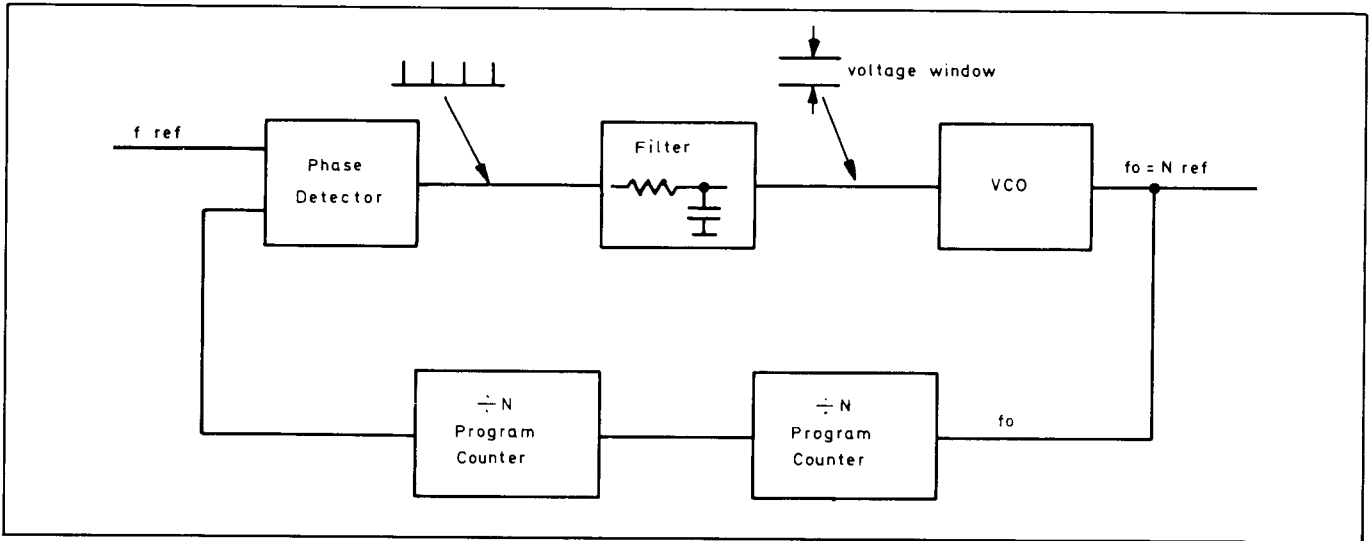 voltage window
f ref
Phase
Detector
Filter
VCO
fo = N ref
÷ N
Program
Counter
÷ N
Program
Counter
fo